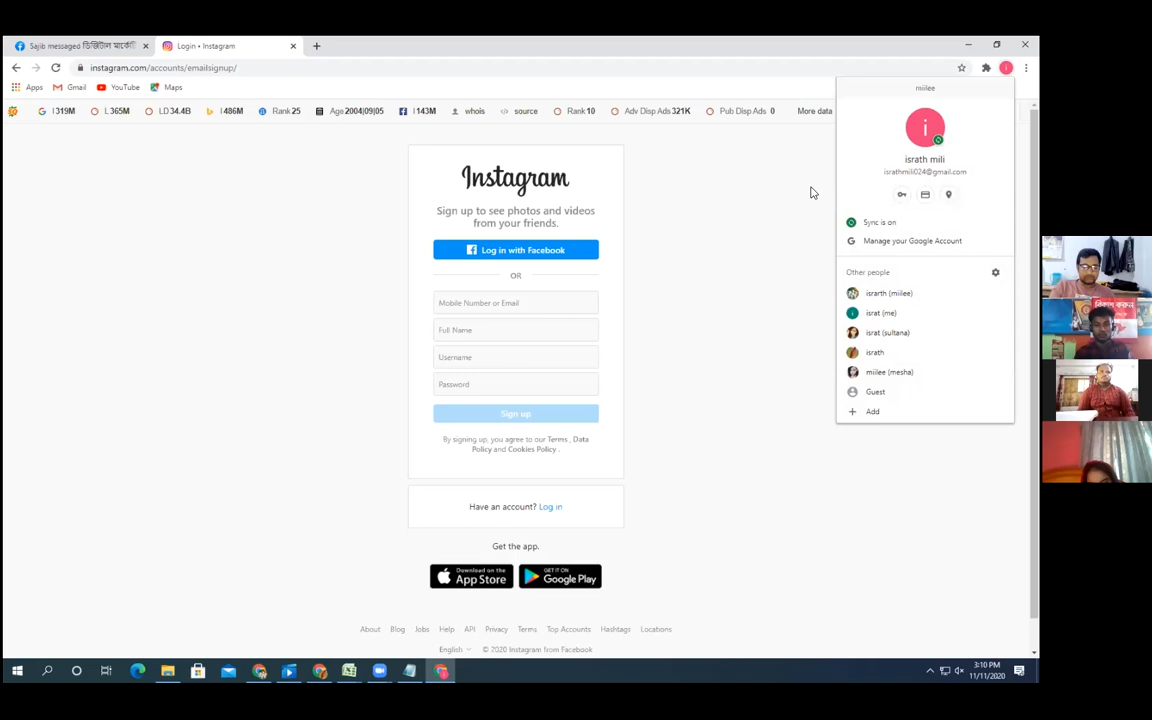 Sajib messaged ডিজিটাল মার্কেটি
Login • Instagram
instagram.com/accounts/emailsignup/
Apps
Gmail
YouTube
Maps
I 319M
L 365M
LD 34.4B
I 486M
Rank 25
Age 2004|09|05
I 143M
whois
source
Rank 10
Adv Disp Ads 321K
Pub Disp Ads 0
More data
miilee
i
israth mili
israthmili024@gmail.com
Sync is on
Manage your Google Account
Other people
israrth (miilee)
israt (me)
israt (sultana)
israth
miilee (mesha)
Guest
Add
Instagram
Sign up to see photos and videos
from your friends.
Log in with Facebook
OR
Mobile Number or Email
Full Name
Username
Password
Sign up
By signing up, you agree to our Terms , Data
Policy and Cookies Policy .
Have an account? Log in
Get the app.
Download on the
App Store
GET IT ON
Google Play
About Blog Jobs Help API Privacy Terms Top Accounts Hashtags Locations
English © 2020 Instagram from Facebook
3:10 PM
11/11/2020